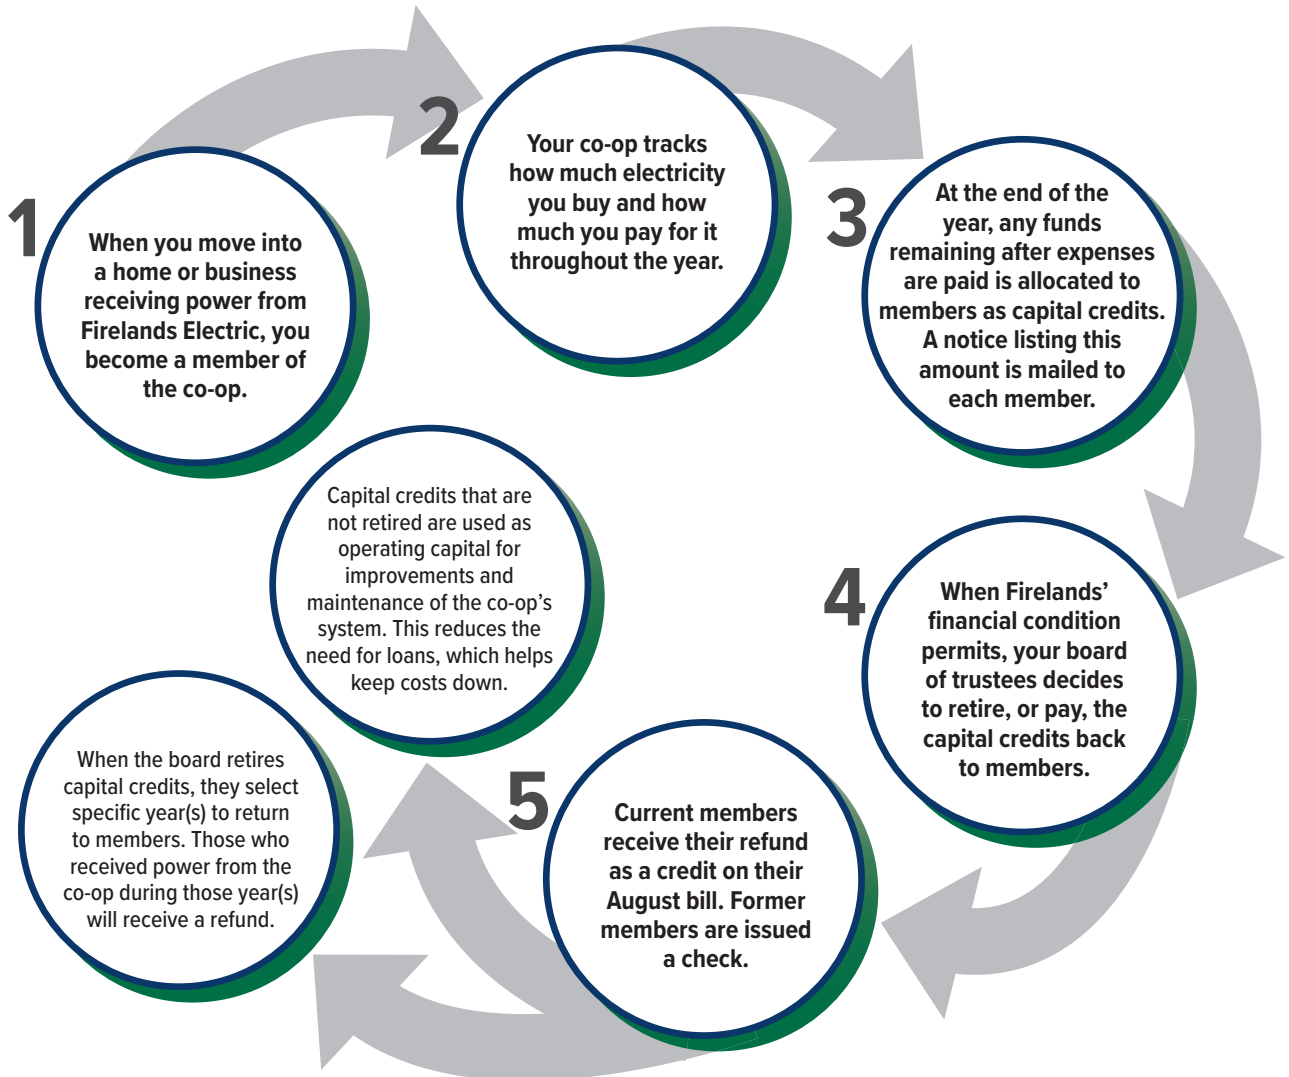 1
When you move into
a home or business
receiving power from
Firelands Electric, you
become a member of
the co-op.
2
Your co-op tracks
how much electricity
you buy and how
much you pay for it
throughout the year.
3
At the end of the
year, any funds
remaining after expenses
are paid is allocated to
members as capital credits.
A notice listing this
amount is mailed to
each member.
4
When Firelands’
financial condition
permits, your board
of trustees decides
to retire, or pay, the
capital credits back
to members.
5
Current members
receive their refund
as a credit on their
August bill. Former
members are issued
a check.
Capital credits that are
not retired are used as
operating capital for
improvements and
maintenance of the co-op’s
system. This reduces the
need for loans, which helps
keep costs down.
When the board retires
capital credits, they select
specific year(s) to return
to members. Those who
received power from the
co-op during those year(s)
will receive a refund.